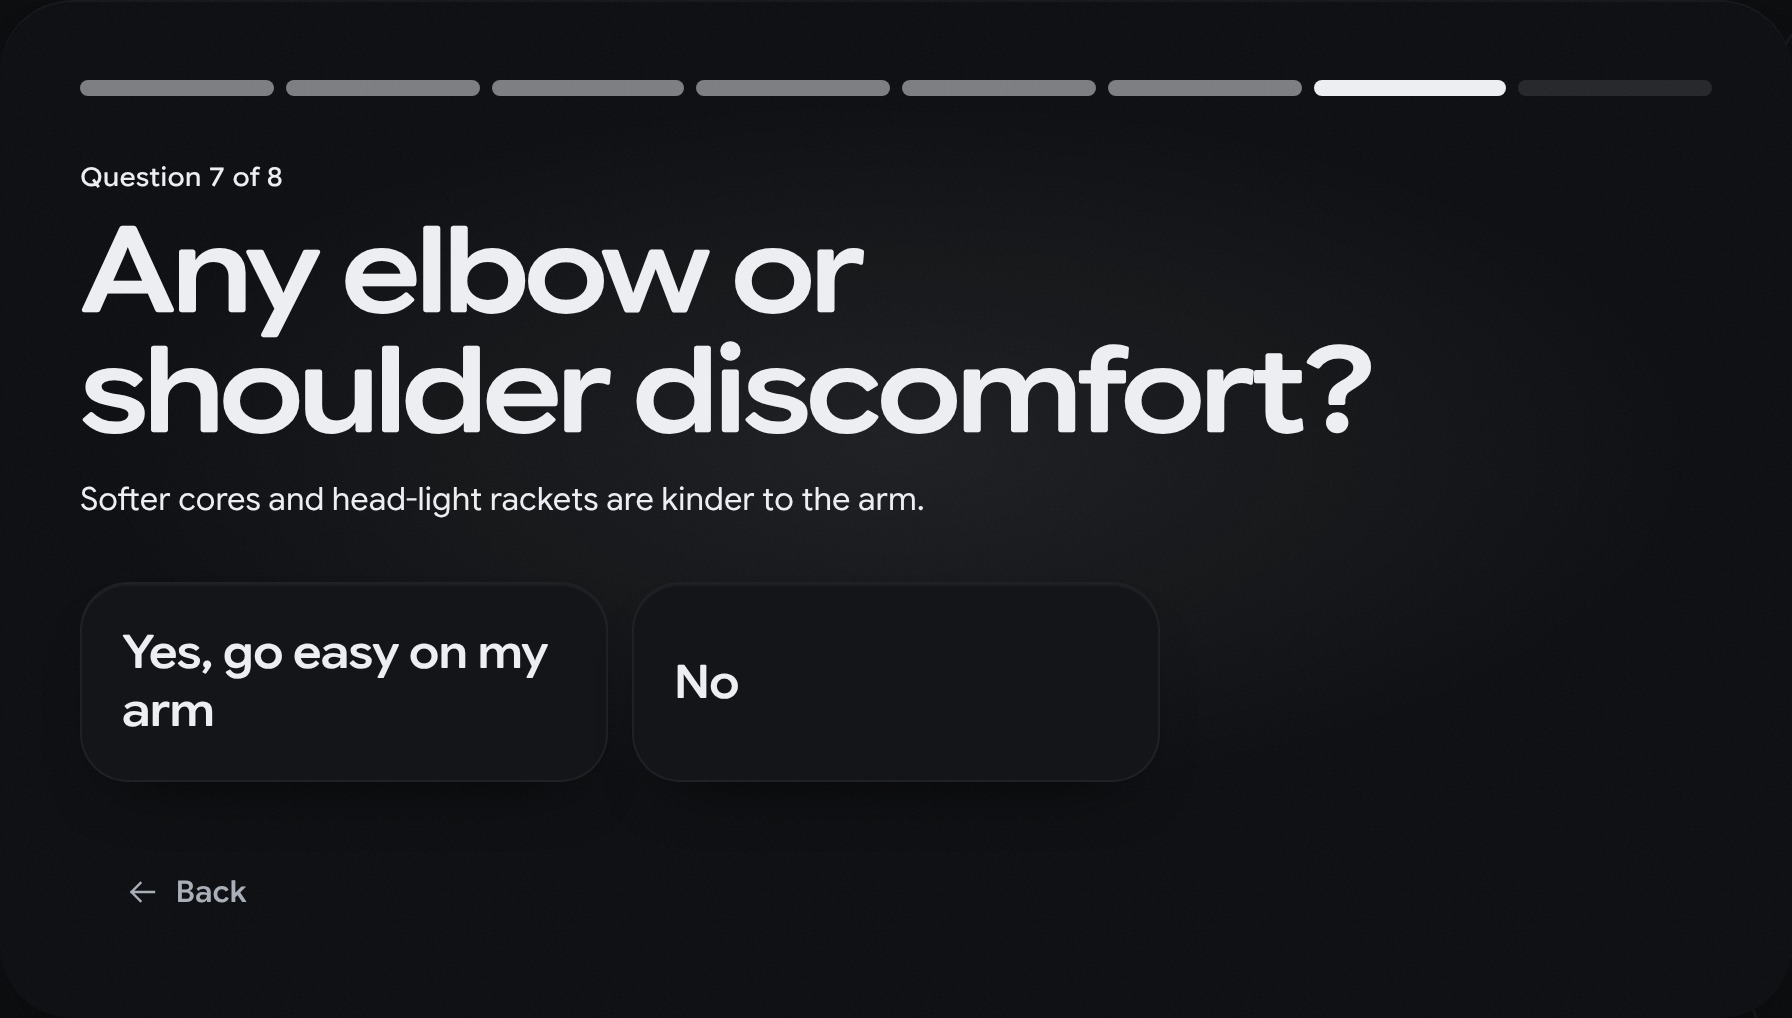 Question 7 of 8
Any elbow or
shoulder discomfort?
Softer cores and head-light rackets are kinder to the arm.
Yes, go easy on my
arm
No
← Back